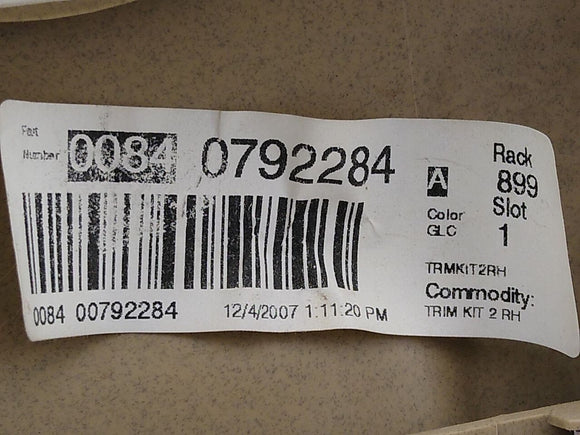 Part
Number 0084 0792284
A
Color
GLC
Rack
899
Slot
1
TRMKIT2RH
Commodity:
TRIM KIT 2 RH
0084 00792284 12/4/2007 1:11:20 PM